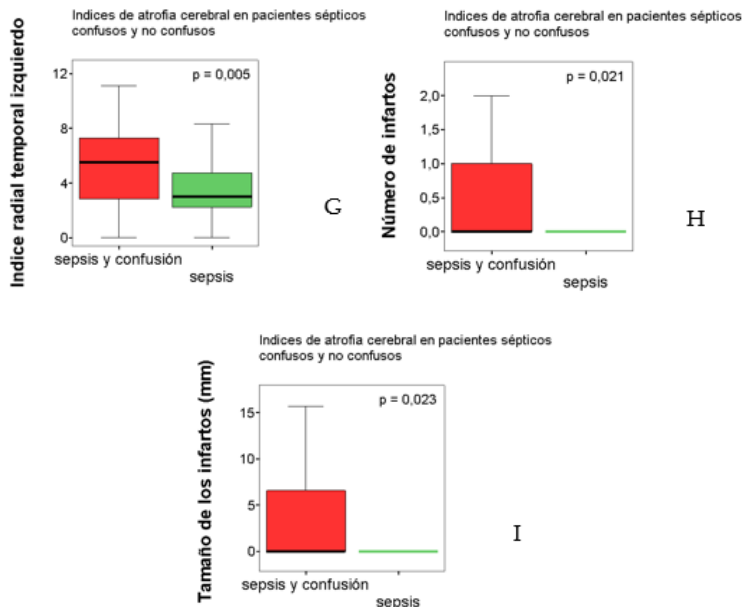 Indices de atrofia cerebral en pacientes sépticos
confusos y no confusos
Indice radial temporal izquierdo
p = 0,005
12
8
4
0
sepsis y confusión
sepsis
G
Indices de atrofia cerebral en pacientes sépticos
confusos y no confusos
Número de infartos
p = 0,021
2,0
1,5
1,0
0,5
0,0
sepsis y confusión
sepsis
H
Indices de atrofia cerebral en pacientes sépticos
confusos y no confusos
Tamaño de los infartos (mm)
p = 0,023
15
10
5
0
sepsis y confusión
sepsis
I